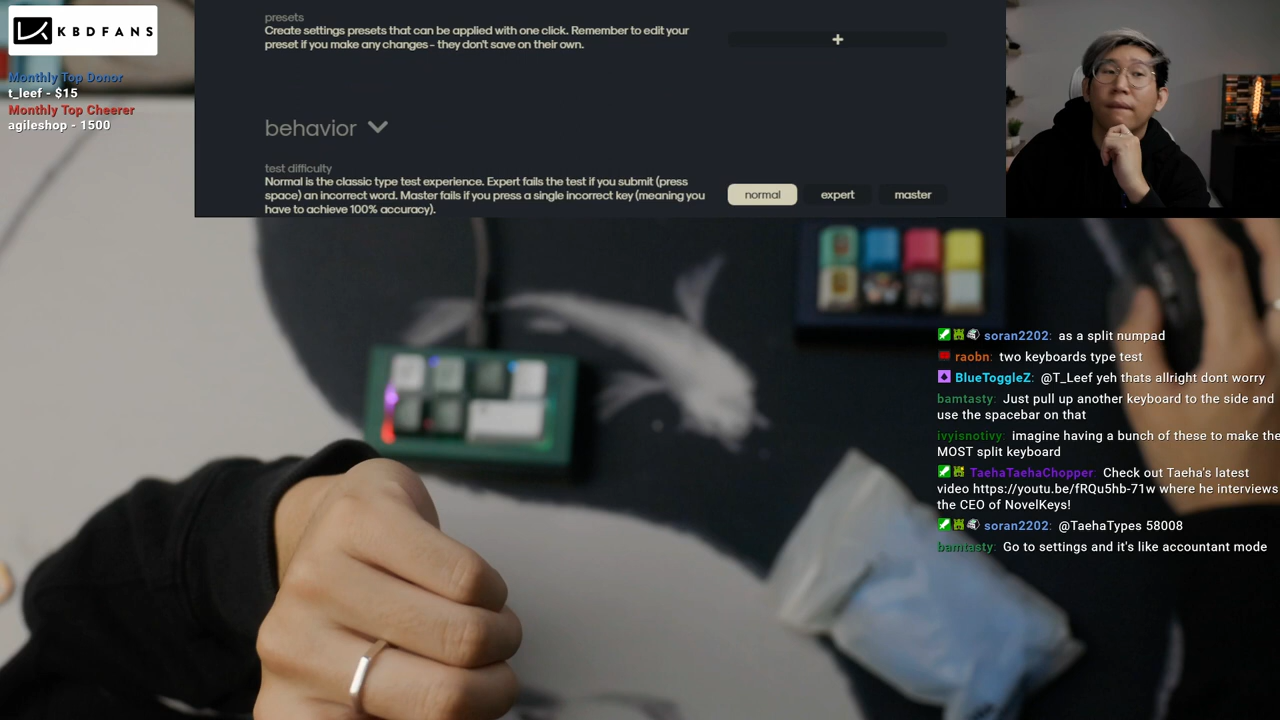 KBDFANS
Monthly Top Donor
t_leef - $15
Monthly Top Cheerer
agileshop - 1500
presets
Create settings presets that can be applied with one click. Remember to edit your
preset if you make any changes - they don't save on their own.
+
behavior
test difficulty
Normal is the classic type test experience. Expert fails the test if you submit (press
space) an incorrect word. Master fails if you press a single incorrect key (meaning you
have to achieve 100% accuracy).
normal
expert
master
soran2202: as a split numpad
raobn: two keyboards type test
BlueToggleZ: @T_Leef yeh thats allright dont worry
bamtasty: Just pull up another keyboard to the side and
use the spacebar on that
ivyisnotivy: imagine having a bunch of these to make the
MOST split keyboard
TaehaTaehaChopper: Check out Taeha's latest
video https://youtu.be/fRQu5hb-71w where he interviews
the CEO of NovelKeys!
soran2202: @TaehaTypes 58008
bamtasty: Go to settings and it's like accountant mode